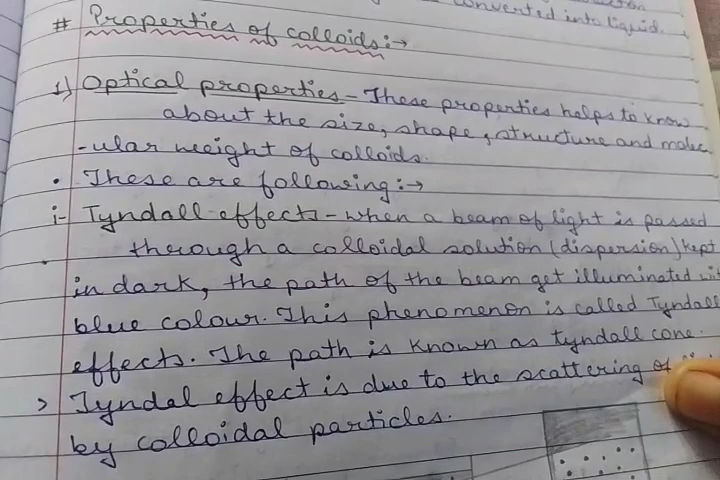 converted into liquid.
# Properties of colloids:→
1) Optical properties - These properties helps to know
about the size, shape, structure and molec
-ular weight of colloids.
• These are following:→
i- Tyndall effects - when a beam of light is passed
through a colloidal solution (dispersion) kept
in dark, the path of the beam get illuminated
blue colour. This phenomenon is called Tyndall
effects. The path is known as tyndall cone.
> Tyndal effect is due to the scattering of
by colloidal particles.